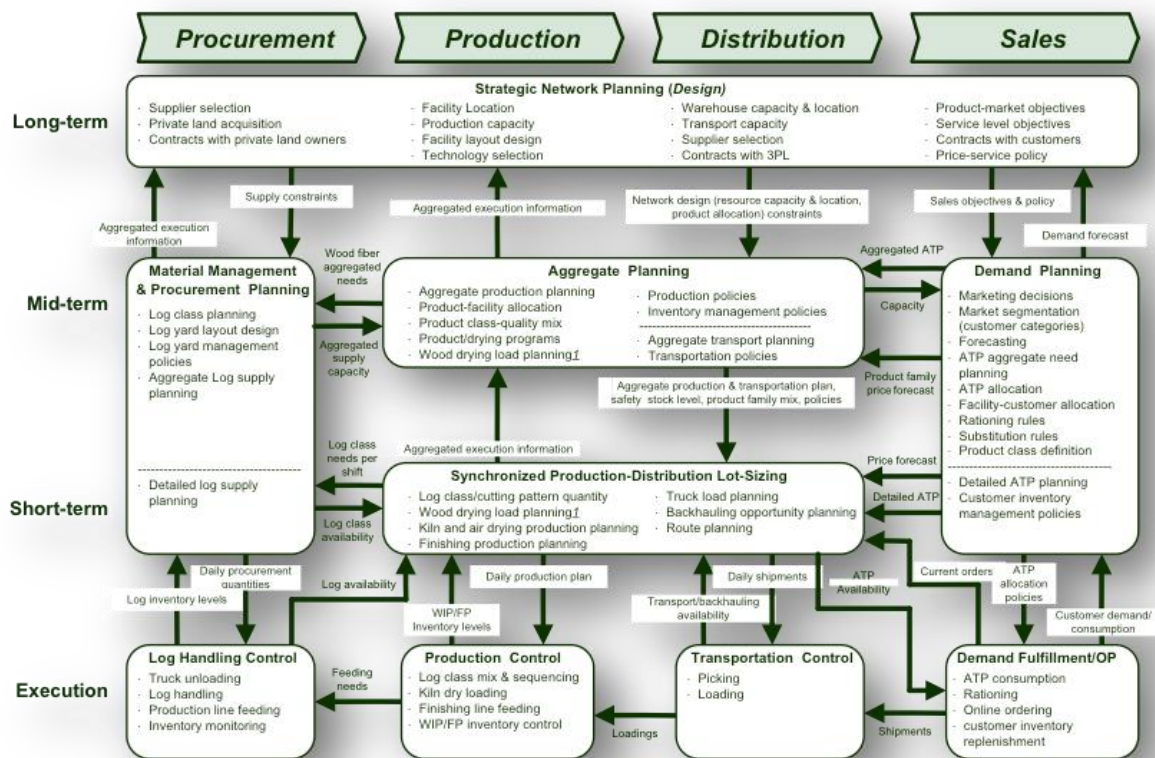 Procurement
Production
Distribution
Sales
Long-term
Strategic Network Planning (Design)
· Supplier selection
· Private land acquisition
· Contracts with private land owners
· Facility Location
· Production capacity
· Facility layout design
· Technology selection
· Warehouse capacity & location
· Transport capacity
· Supplier selection
· Contracts with 3PL
· Product-market objectives
· Service level objectives
· Contracts with customers
· Price-service policy
Aggregated execution
information
Supply constraints
Aggregated execution information
Network design (resource capacity & location,
product allocation) constraints
Sales objectives & policy
Demand forecast
Mid-term
Material Management
& Procurement Planning
· Log class planning
· Log yard layout design
· Log yard management
policies
· Aggregate Log supply
planning
Wood fiber
aggregated
needs
Aggregated
supply
capacity
Aggregate Planning
· Aggregate production planning
· Product-facility allocation
· Product class-quality mix
· Product/drying programs
· Wood drying load planning1
· Production policies
· Inventory management policies
· Aggregate transport planning
· Transportation policies
Aggregated ATP
Capacity
Product family
price forecast
Demand Planning
· Marketing decisions
· Market segmentation
(customer categories)
· Forecasting
· ATP aggregate need
planning
· ATP allocation
· Facility-customer allocation
· Rationing rules
· Substitution rules
· Product class definition
Aggregated execution information
Aggregate production & transportation plan,
safety stock level, product family mix, policies
Short-term
· Detailed log supply
planning
Log class
needs per
shift
Log class
availability
Synchronized Production-Distribution Lot-Sizing
· Log class/cutting pattern quantity
· Wood drying load planning1
· Kiln and air drying production planning
· Finishing production planning
· Truck load planning
· Backhauling opportunity planning
· Route planning
Price forecast
Detailed ATP
· Detailed ATP planning
· Customer inventory
management policies
Log inventory levels
Daily procurement
quantities
Log availability
WIP/FP
Inventory levels
Daily production plan
Transport/backhauling
availability
Daily shipments
ATP
Availability
Current orders
ATP
allocation
policies
Customer demand/
consumption
Execution
Log Handling Control
· Truck unloading
· Log handling
· Production line feeding
· Inventory monitoring
Feeding
needs
Production Control
· Log class mix & sequencing
· Kiln dry loading
· Finishing line feeding
· WIP/FP inventory control
Loadings
Transportation Control
· Picking
· Loading
Shipments
Demand Fulfillment/OP
· ATP consumption
· Rationing
· Online ordering
· customer inventory
replenishment